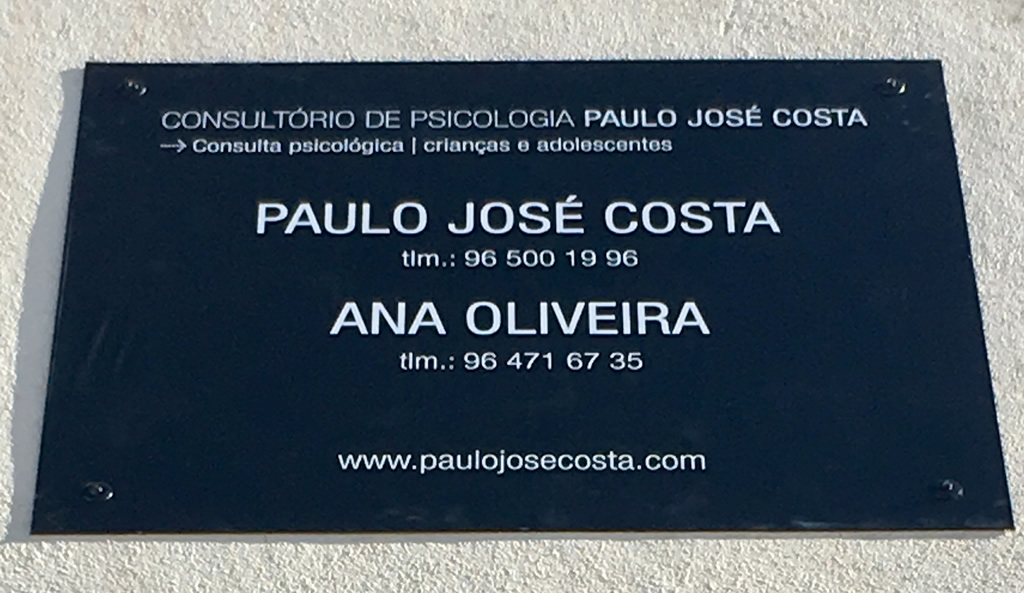 CONSULTÓRIO DE PSICOLOGIA PAULO JOSÉ COSTA
→ Consulta psicológica | crianças e adolescentes
PAULO JOSÉ COSTA
tlm.: 96 500 19 96
ANA OLIVEIRA
tlm.: 96 471 67 35
www.paulojosecosta.com